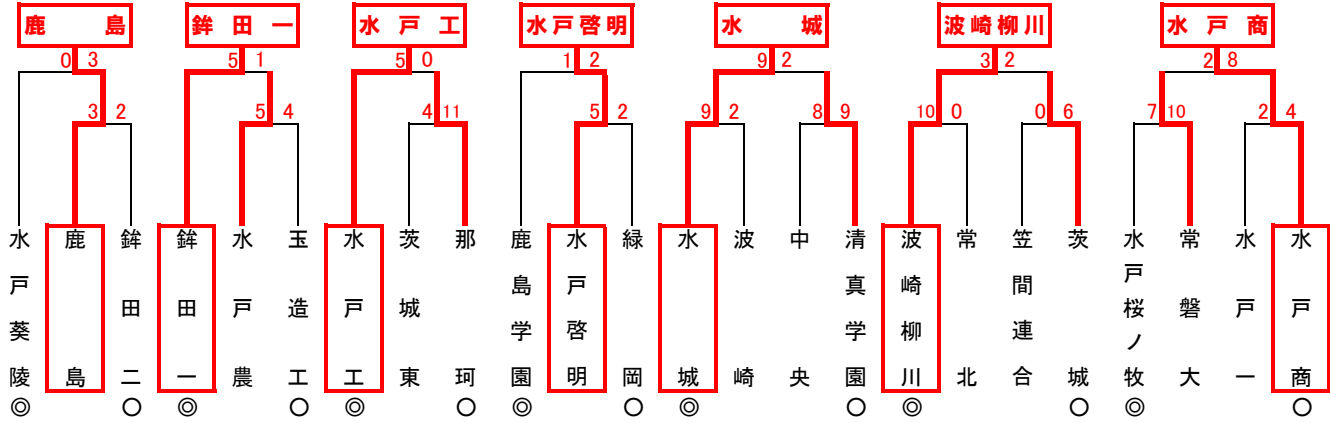 鹿島 鉾田一 水戸工 水戸啓明 水城 波崎柳川 水戸商
0 3 5 1 5 0 1 2 9 2 3 2 2 8
3 2 5 4 4 11 5 2 9 2 8 9 10 0 0 6 7 10 2 4
水戸葵陵
鹿島
鉾田二
鉾田一
水戸農
玉造工
水戸工
茨城東
那珂
鹿島学園
水戸啓明
緑岡
水城
波崎
中央
清真学園
波崎柳川
常北
笠間連合
茨城
水戸桜ノ牧
常磐大
水戸一
水戸商
◎ ○ ◎ ○ ◎ ○ ◎ ○ ◎ ○ ◎ ○ ◎ ○